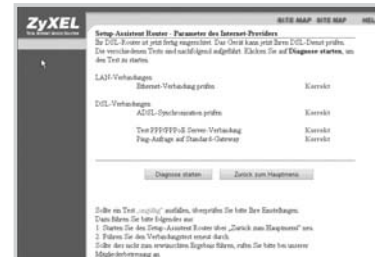 ZyXEL
SITE MAP SITE MAP HEL
Setup-Assistent Router - Parameter des Internet-Providers
Ihr DSL-Router ist jetzt fertig eingerichtet. Das Gerät kann jetzt Ihren DSL-Dienst prüfen.
Die verschiedenen Tests sind nachfolgend aufgeführt. Klicken Sie auf Diagnose starten, um
den Test zu starten.
LAN-Verbindungen
Ethernet-Verbindung prüfen Korrekt
DSL-Verbindungen
ADSL-Synchronisation prüfen Korrekt
Test PPP/PPPoE Server-Verbindung Korrekt
Ping-Anfrage auf Standard-Gateway Korrekt
Diagnose starten Zurück zum Hauptmenü
Sollte ein Test „ungültig" ausfallen, überprüfen Sie bitte Ihre Einstellungen.
Dazu führen Sie bitte folgendes aus:
1. Starten Sie den Setup-Assistent Router über „Zurück zum Hauptmenü" neu.
2. Führen Sie den Verbindungstest erneut durch.
Sollte dies nicht zum erwünschten Ergebnis führen, rufen Sie bitte bei unserer
Mitgliederbetreuung an.